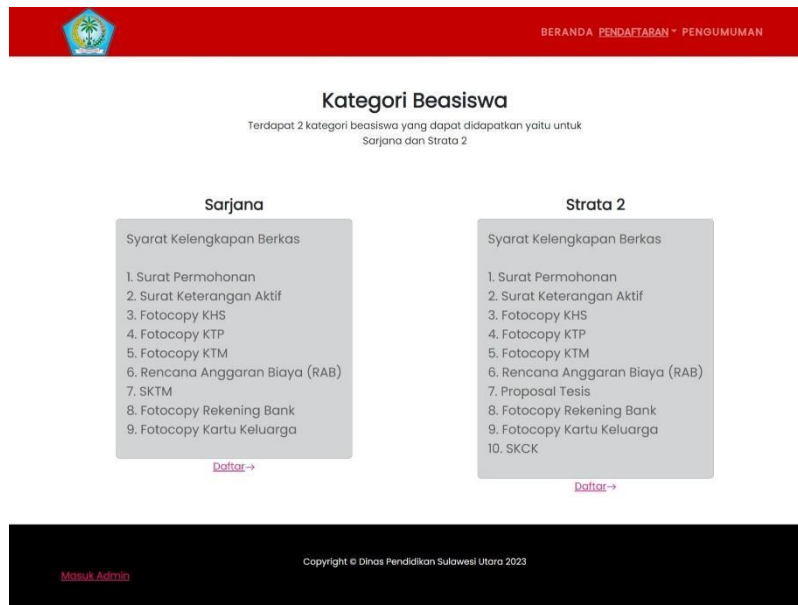 BERANDA PENDAFTARAN PENGUMUMAN
Kategori Beasiswa
Terdapat 2 kategori beasiswa yang dapat didapatkan yaitu untuk
Sarjana dan Strata 2
Sarjana
Syarat Kelengkapan Berkas
1. Surat Permohonan
2. Surat Keterangan Aktif
3. Fotocopy KHS
4. Fotocopy KTP
5. Fotocopy KTM
6. Rencana Anggaran Biaya (RAB)
7. SKTM
8. Fotocopy Rekening Bank
9. Fotocopy Kartu Keluarga
Daftar→
Strata 2
Syarat Kelengkapan Berkas
1. Surat Permohonan
2. Surat Keterangan Aktif
3. Fotocopy KHS
4. Fotocopy KTP
5. Fotocopy KTM
6. Rencana Anggaran Biaya (RAB)
7. Proposal Tesis
8. Fotocopy Rekening Bank
9. Fotocopy Kartu Keluarga
10. SKCK
Daftar→
Copyright © Dinas Pendidikan Sulawesi Utara 2023
Masuk Admin